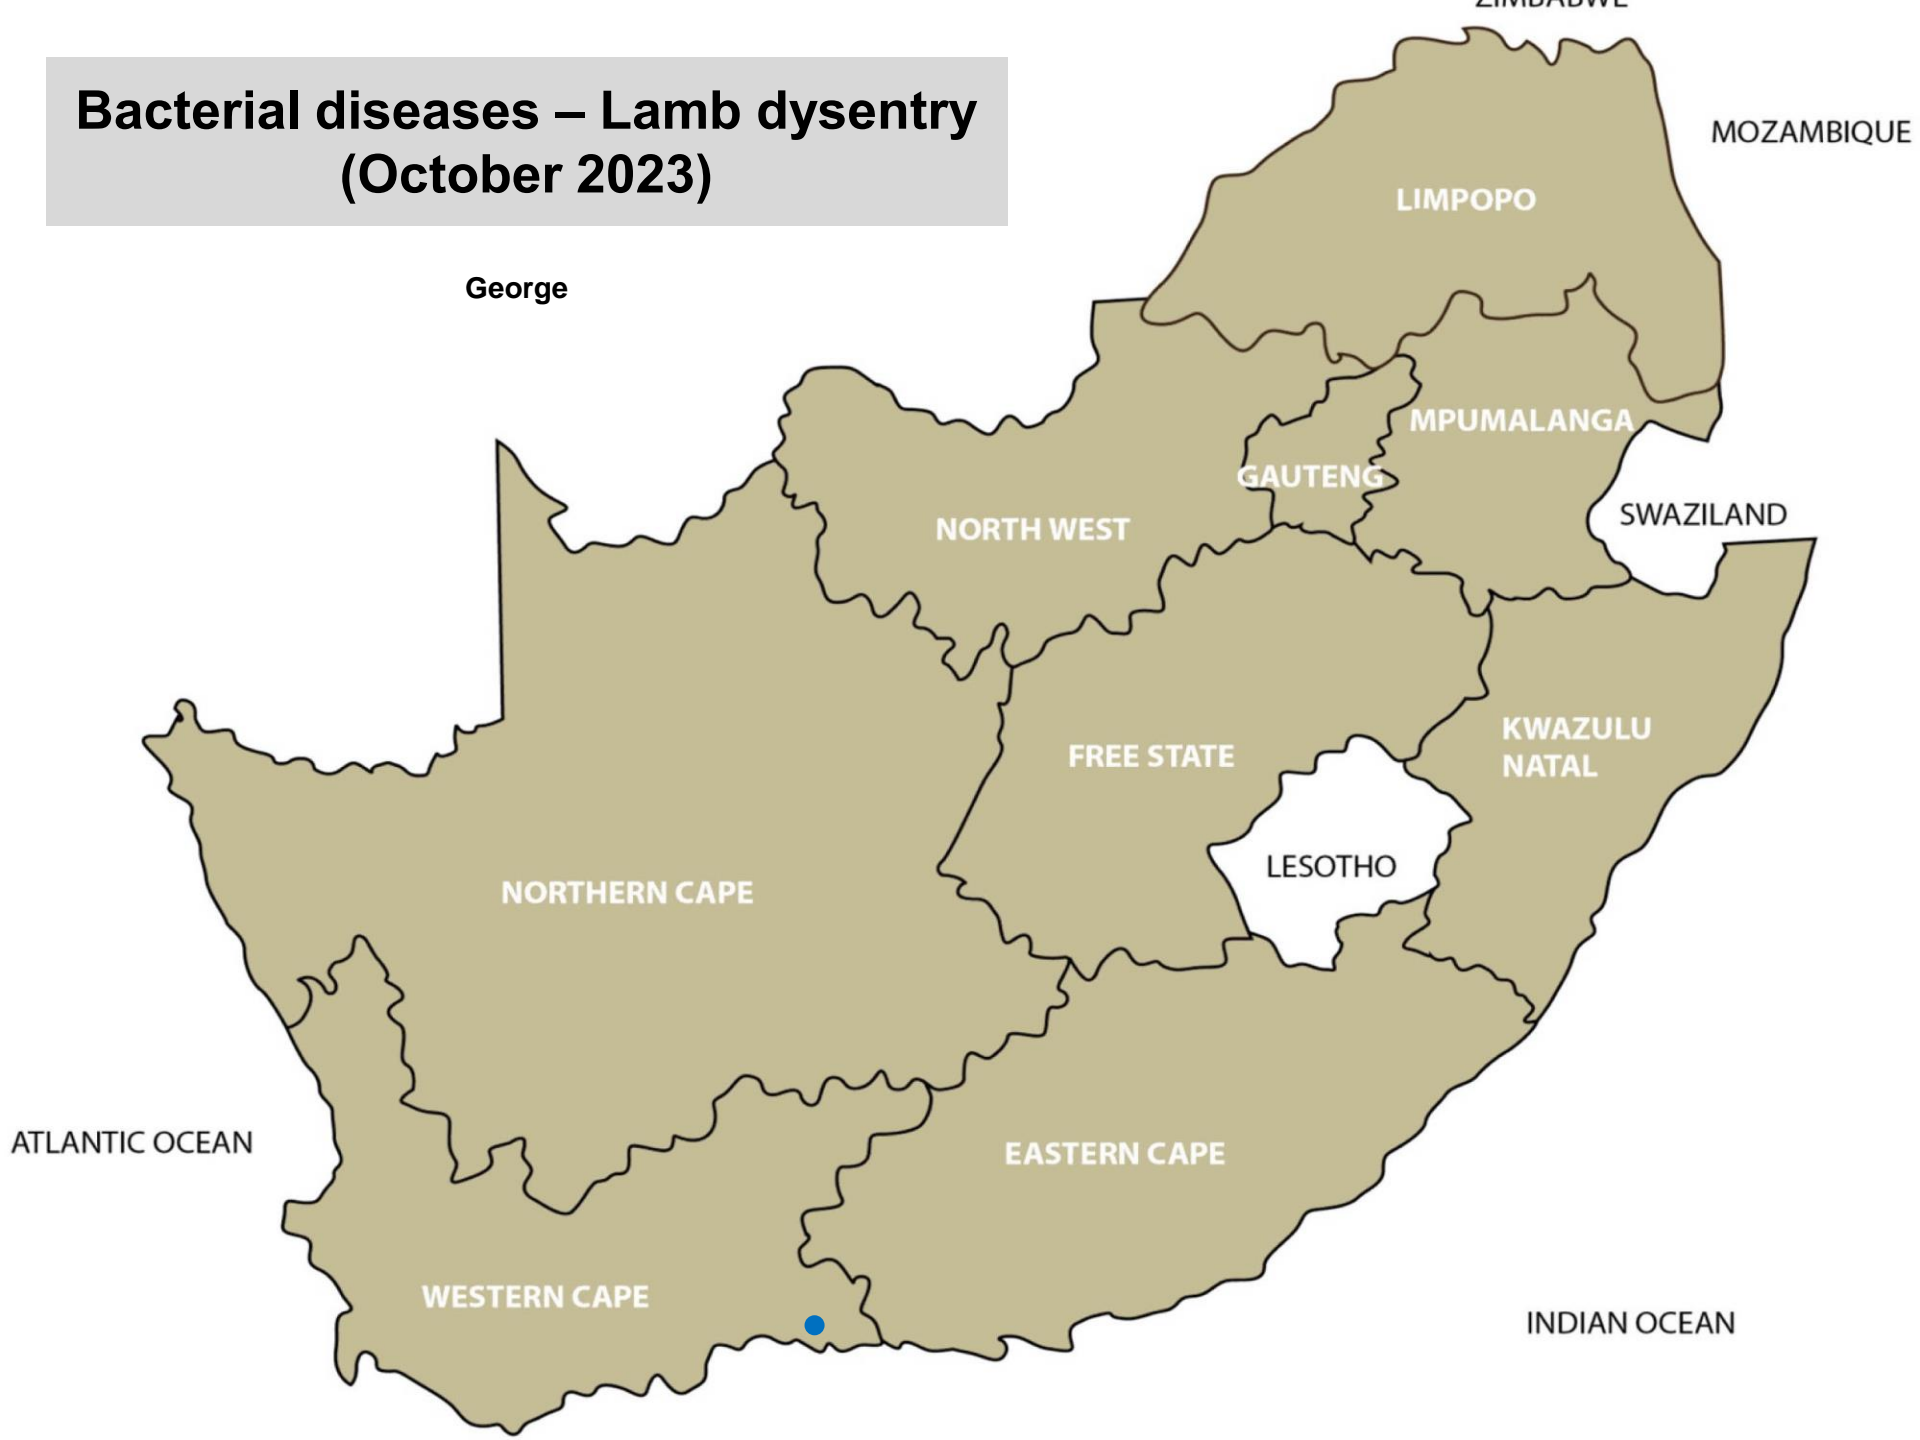 ZIMBABWE
Bacterial diseases – Lamb dysentry
(October 2023)
MOZAMBIQUE
LIMPOPO
George
MPUMALANGA
GAUTENG
SWAZILAND
NORTH WEST
KWAZULU
NATAL
FREE STATE
LESOTHO
NORTHERN CAPE
ATLANTIC OCEAN
EASTERN CAPE
WESTERN CAPE
INDIAN OCEAN